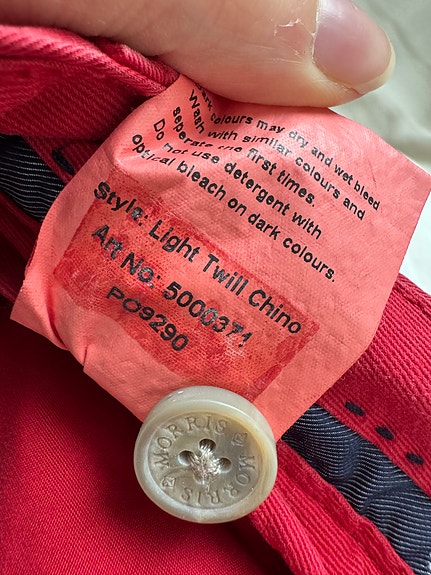 Dark colours may dry and wet bleed
Wash with similar colours and
seperate first times.
Do not use detergent with
optical bleach on dark colours.
Style: Light Twill Chino
Art No: 5000371
PO9290
MORRIS MORRIS